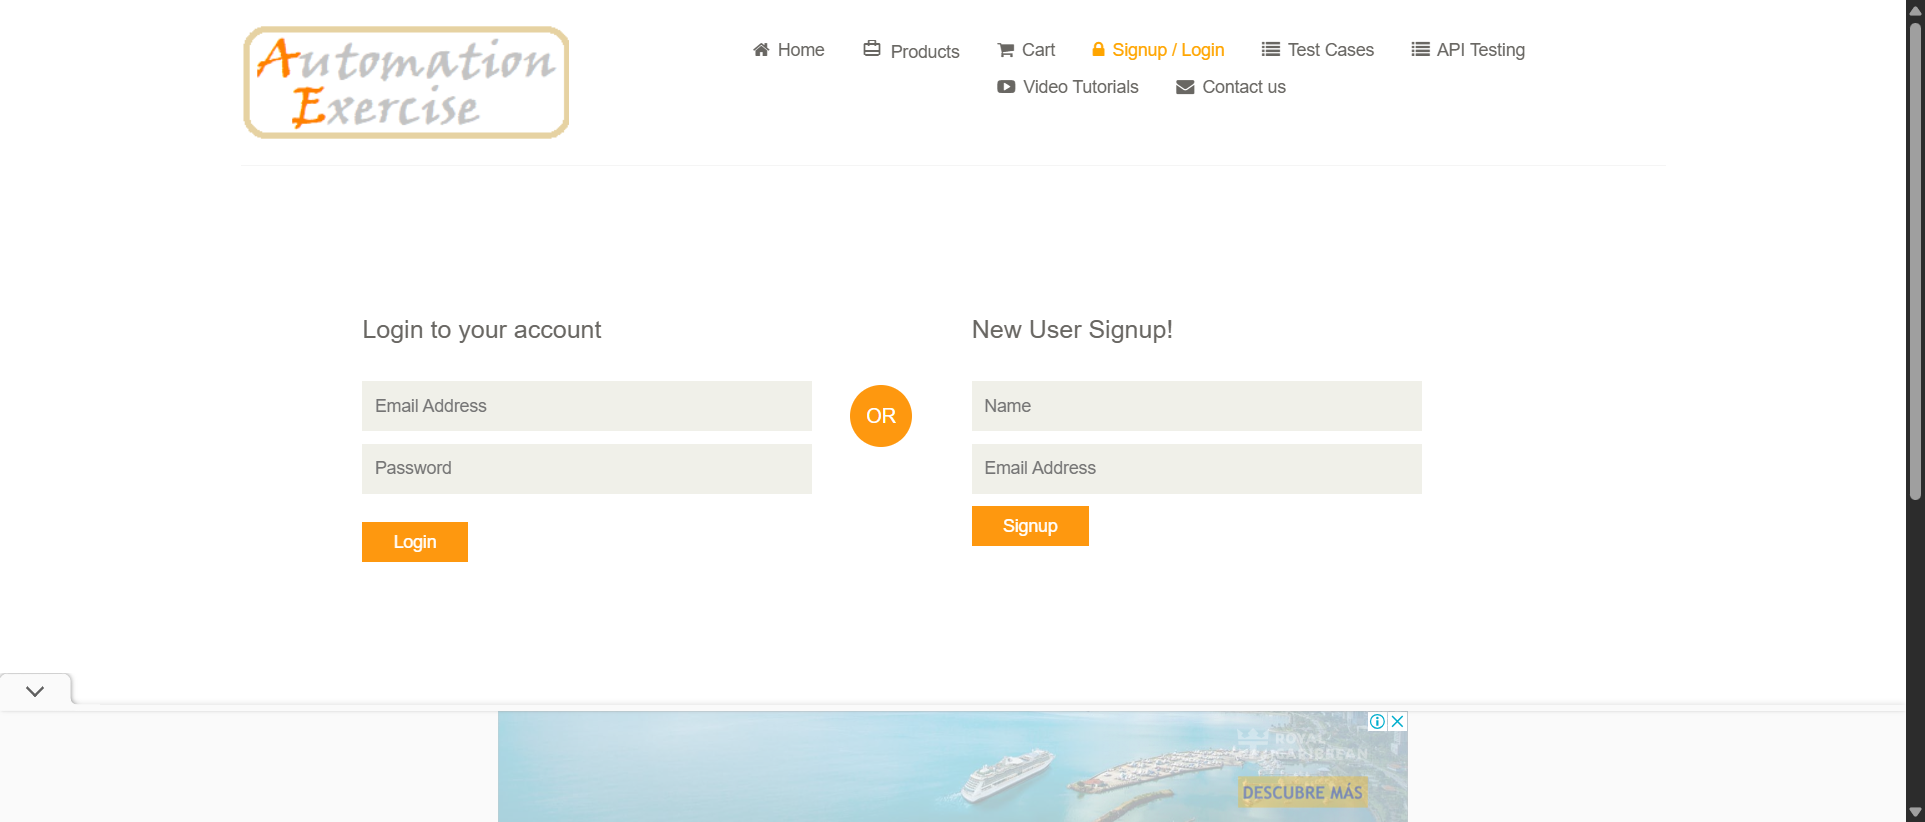 Automation
Exercise
Home
Products
Cart
Signup / Login
Test Cases
API Testing
Video Tutorials
Contact us
Login to your account
New User Signup!
Email Address
OR
Name
Password
Email Address
Login
Signup
ROYAL
CARIBBEAN
DESCUBRE MÁS